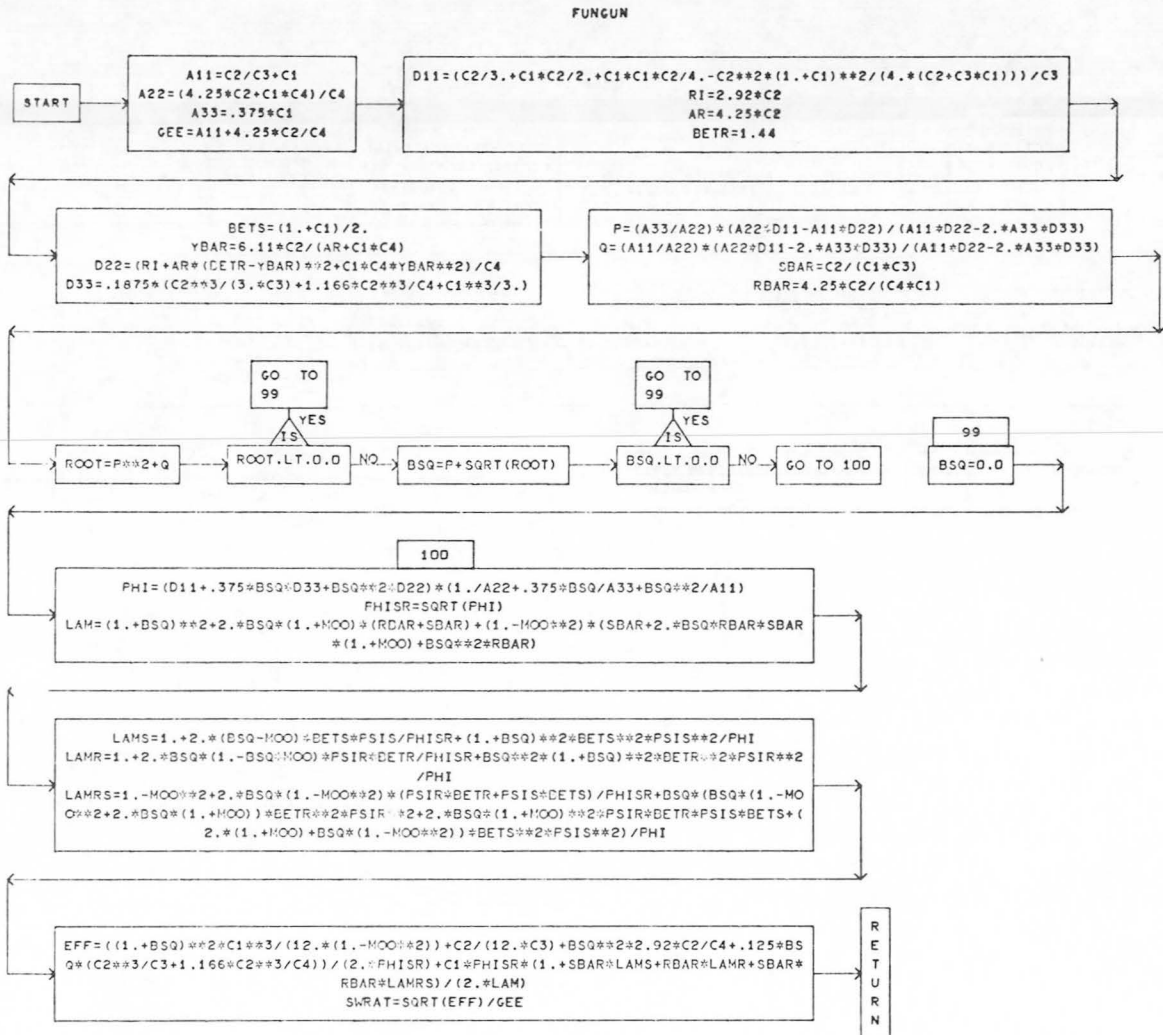 FUNGUN
START
A11=C2/C3+C1
A22=(4.25*C2+C1*C4)/C4
A33=.375*C1
GEE=A11+4.25*C2/C4
D11=(C2/3.+C1*C2/2.+C1*C1*C2/4.-C2**2*(1.+C1)**2/(4.*(C2+C3*C1)))/C3
RI=2.92*C2
AR=4.25*C2
BETR=1.44
BETS=(1.+C1)/2.
YBAR=6.11*C2/(AR+C1*C4)
D22=(RI+AR*(BETR-YBAR)**2+C1*C4*YBAR**2)/C4
D33=.1875*(C2**3/(3.*C3)+1.166*C2**3/C4+C1**3/3.)
P=(A33/A22)*(A22*D11-A11*D22)/(A11*D22-2.*A33*D33)
Q=(A11/A22)*(A22*D11-2.*A33*D33)/(A11*D22-2.*A33*D33)
SBAR=C2/(C1*C3)
RBAR=4.25*C2/(C4*C1)
GO TO
99
GO TO
99
YES
YES
IS
IS
99
ROOT=P**2+Q
ROOT.LT.0.0
NO
BSQ=P+SQRT(ROOT)
BSQ.LT.0.0
NO
GO TO 100
BSQ=0.0
100
PHI=(D11+.375*BSQ*D33+BSQ**2*D22)*(1./A22+.375*BSQ/A33+BSQ**2/A11)
PHISR=SQRT(PHI)
LAM=(1.+BSQ)**2+2.*BSQ*(1.+MOO)*(RBAR+SBAR)+(1.-MOO**2)*(SBAR+2.*BSQ*RBAR*SBAR
*(1.+MOO)+BSQ**2*RBAR)
LAMS=1.+2.*(BSQ-MOO)*BETS*PSIS/PHISR+(1.+BSQ)**2*BETS**2*PSIS**2/PHI
LAMR=1.+2.*BSQ*(1.-BSQ*MOO)*PSIR*BETR/PHISR+BSQ**2*(1.+BSQ)**2*BETR**2*PSIR**2
/PHI
LAMRS=1.-MOO**2+2.*BSQ*(1.-MOO**2)*(PSIR*BETR+PSIS*BETS)/PHISR+BSQ*(BSQ*(1.-MO
O**2+2.*BSQ*(1.+MOO))*BETR**2*PSIR**2+2.*BSQ*(1.+MOO)**2*PSIR*BETR*PSIS*BETS+(
2.*(1.+MOO)+BSQ*(1.-MOO**2))*BETS**2*PSIS**2)/PHI
EFF=((1.+BSQ)**2*C1**3/(12.*(1.-MOO**2))+C2/(12.*C3)+BSQ**2*2.92*C2/C4+.125*BS
Q*(C2**3/C3+1.166*C2**3/C4))/(2.*PHISR)+C1*PHISR*(1.+SBAR*LAMS+RBAR*LAMR+SBAR*
RBAR*LAMRS)/(2.*LAM)
SWRAT=SQRT(EFF)/GEE
RETURN